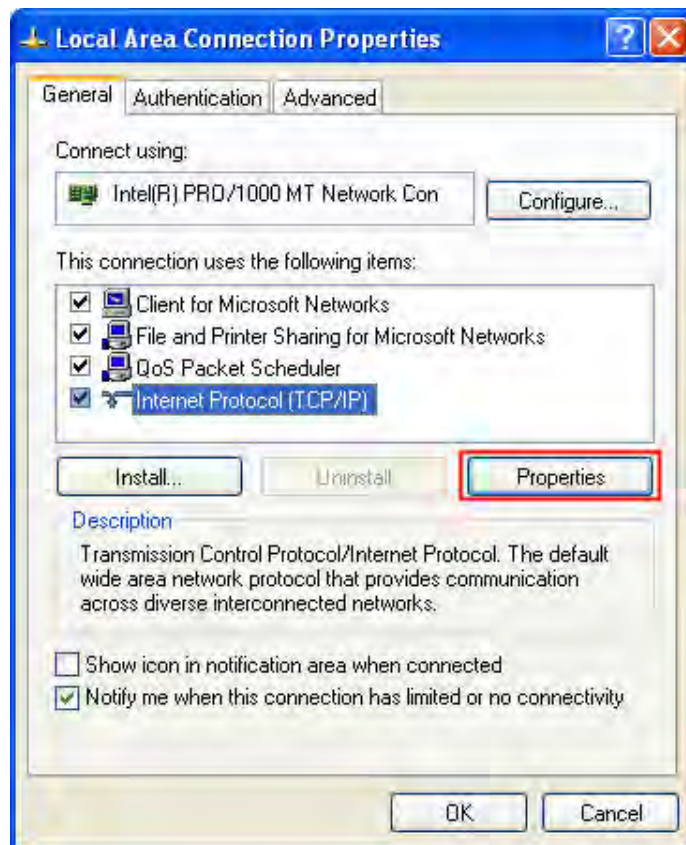 Local Area Connection Properties
?
X
General Authentication Advanced
Connect using:
Intel(R) PRO/1000 MT Network Con
Configure...
This connection uses the following items:
Client for Microsoft Networks
File and Printer Sharing for Microsoft Networks
QoS Packet Scheduler
Internet Protocol (TCP/IP)
Install... Uninstall Properties
Description
Transmission Control Protocol/Internet Protocol. The default
wide area network protocol that provides communication
across diverse interconnected networks.
Show icon in notification area when connected
Notify me when this connection has limited or no connectivity
OK Cancel